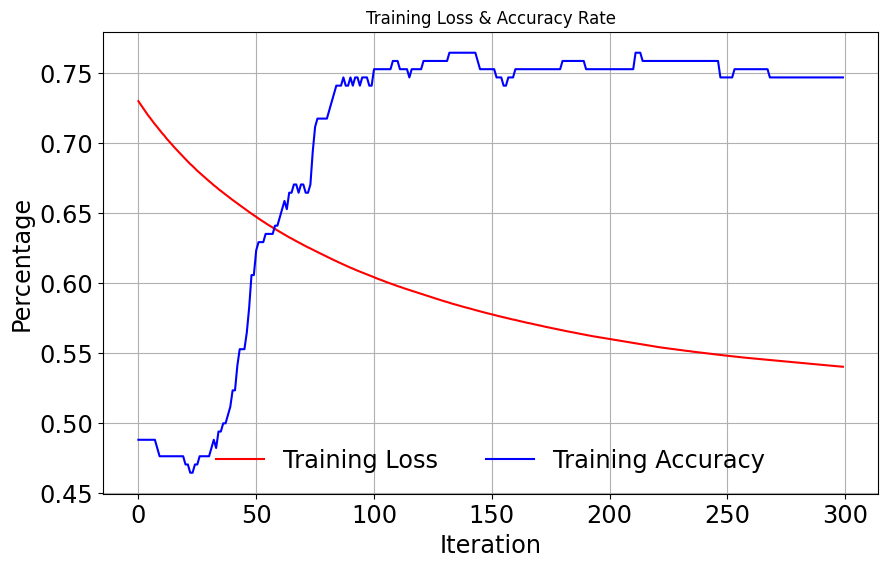 Training Loss & Accuracy Rate
Percentage
0.75
0.70
0.65
0.60
0.55
0.50
0.45
Training Loss
Training Accuracy
0 50 100 150 200 250 300
Iteration